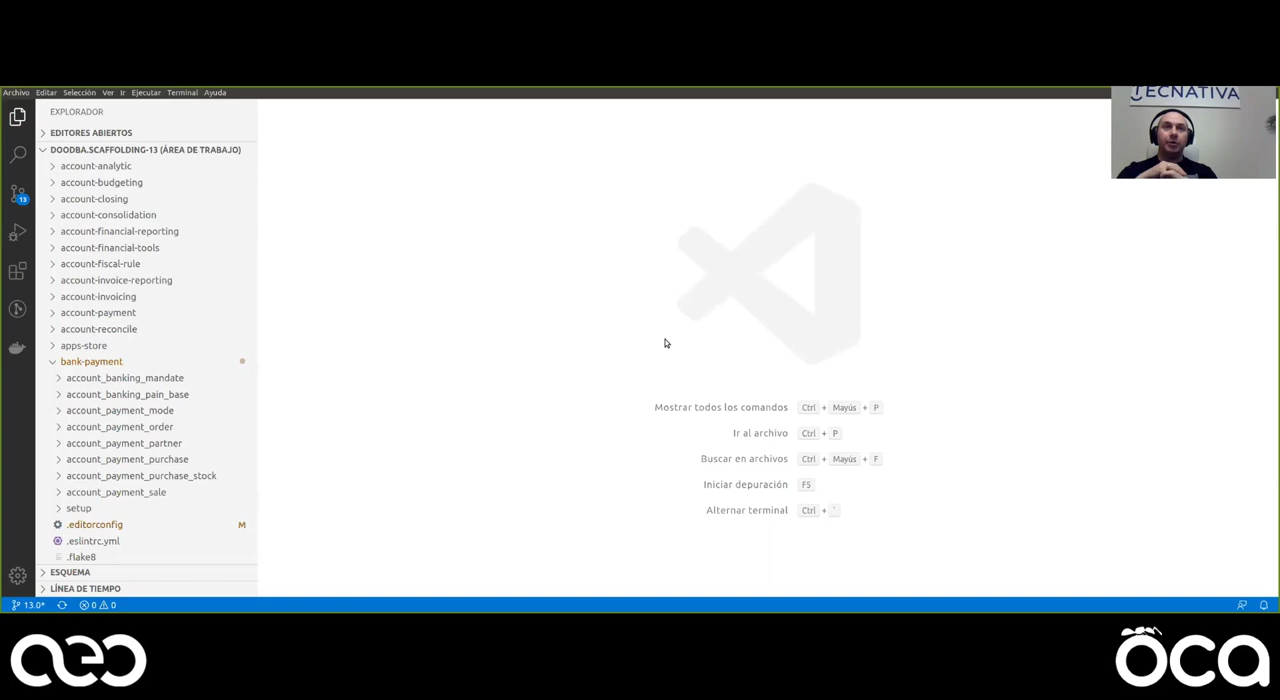 Archivo Editar Selección Ver Ir Ejecutar Terminal Ayuda
TECNATIVA
EXPLORADOR
EDITORES ABIERTOS
DOODBA.SCAFFOLDING-13 (ÁREA DE TRABAJO)
account-analytic
account-budgeting
account-closing
account-consolidation
account-financial-reporting
account-financial-tools
account-fiscal-rule
account-invoice-reporting
account-invoicing
account-payment
account-reconcile
apps-store
bank-payment
account_banking_mandate
account_banking_pain_base
account_payment_mode
account_payment_order
account_payment_partner
account_payment_purchase
account_payment_purchase_stock
account_payment_sale
setup
.editorconfig M
.eslintrc.yml
.flake8
ESQUEMA
LÍNEA DE TIEMPO
13
Mostrar todos los comandos Ctrl + Mayús + P
Ir al archivo Ctrl + P
Buscar en archivos Ctrl + Mayús + F
Iniciar depuración F5
Alternar terminal Ctrl + `
13.0* 0 0
aeo
oca